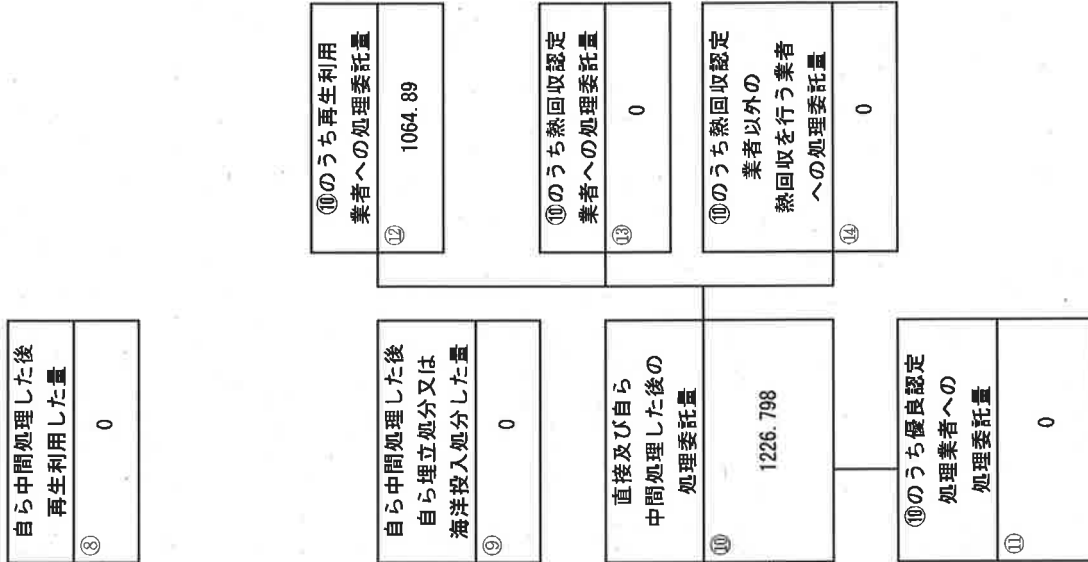 自ら中間処理した後
再生利用した量
⑧
0
自ら中間処理した後
自ら埋立処分又は
海洋投入処分した量
⑨
0
直接及び自ら
中間処理した後の
処理委託量
⑩
1226.798
⑩のうち優良認定
処理業者への
処理委託量
⑪
0
⑩のうち再生利用
業者への処理委託量
⑫
1064.89
⑩のうち熱回収認定
業者への処理委託量
⑬
0
⑩のうち熱回収認定
業者以外の
熱回収を行う業者
への処理委託量
⑭
0